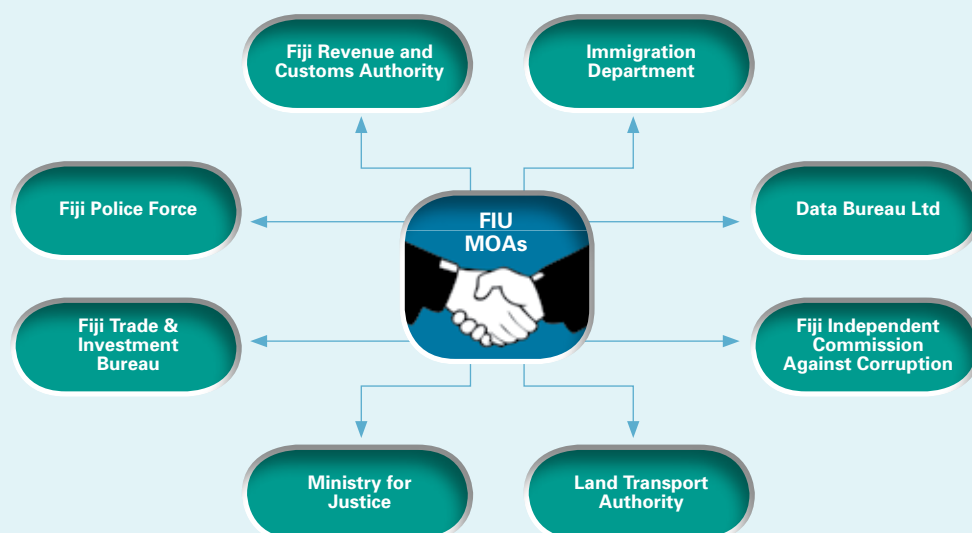 Fiji Revenue and
Customs Authority
Immigration
Department
Fiji Police Force
FIU
MOAs
Data Bureau Ltd
Fiji Trade &
Investment
Bureau
Fiji Independent
Commission
Against Corruption
Ministry for
Justice
Land Transport
Authority